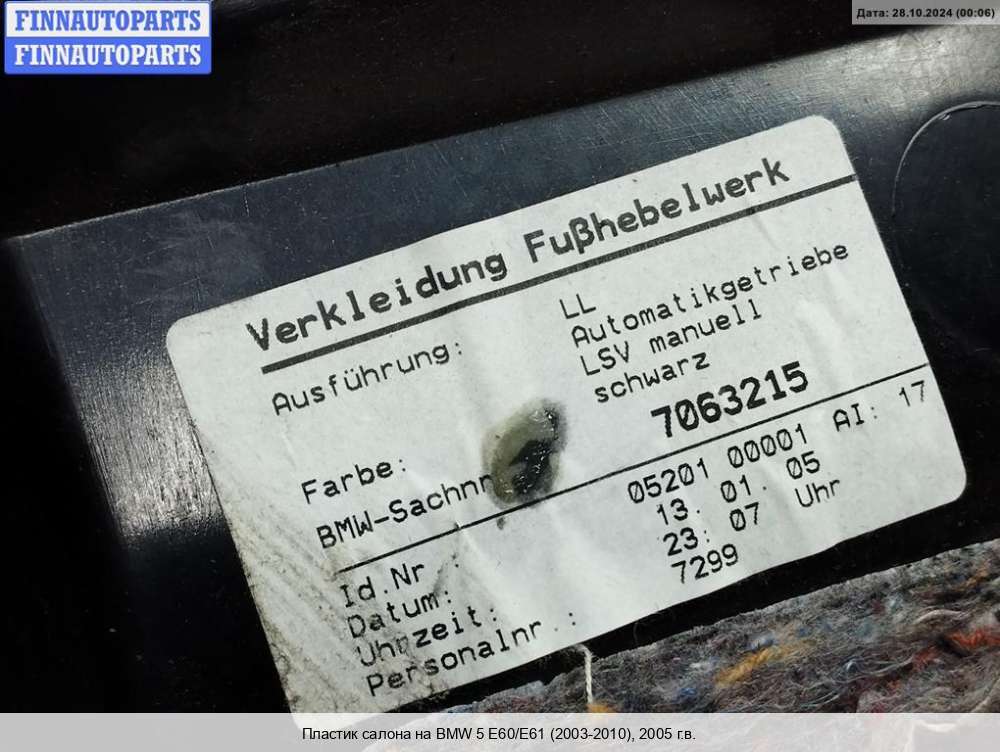 FINNAUTOPARTS
FINNAUTOPARTS
Дата: 28.10.2024 (00:06)
Verkleidung Fußhebelwerk
Ausführung: LL
Automatikgetriebe
LSV manuell
Farbe: schwarz
BMW-Sachnr 7063215
Id.Nr : 05201 00001 AI: 17
Datum: 13. 01. 05
Uhrzeit: 23: 07 Uhr
Personalnr.: 7299
Пластик салона на BMW 5 E60/E61 (2003-2010), 2005 г.в.